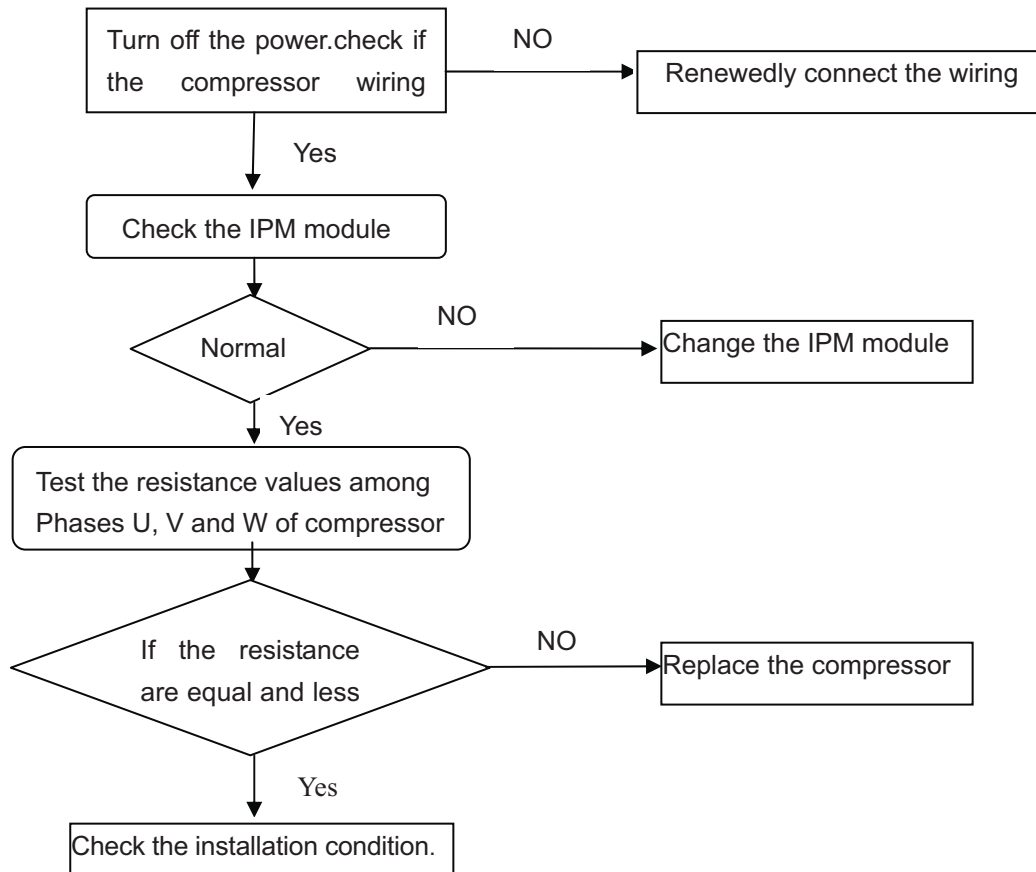 Turn off the power.check if
the compressor wiring
NO
Renewedly connect the wiring
Yes
Check the IPM module
Normal
NO
Change the IPM module
Yes
Test the resistance values among
Phases U, V and W of compressor
If the resistance
are equal and less
NO
Replace the compressor
Yes
Check the installation condition.